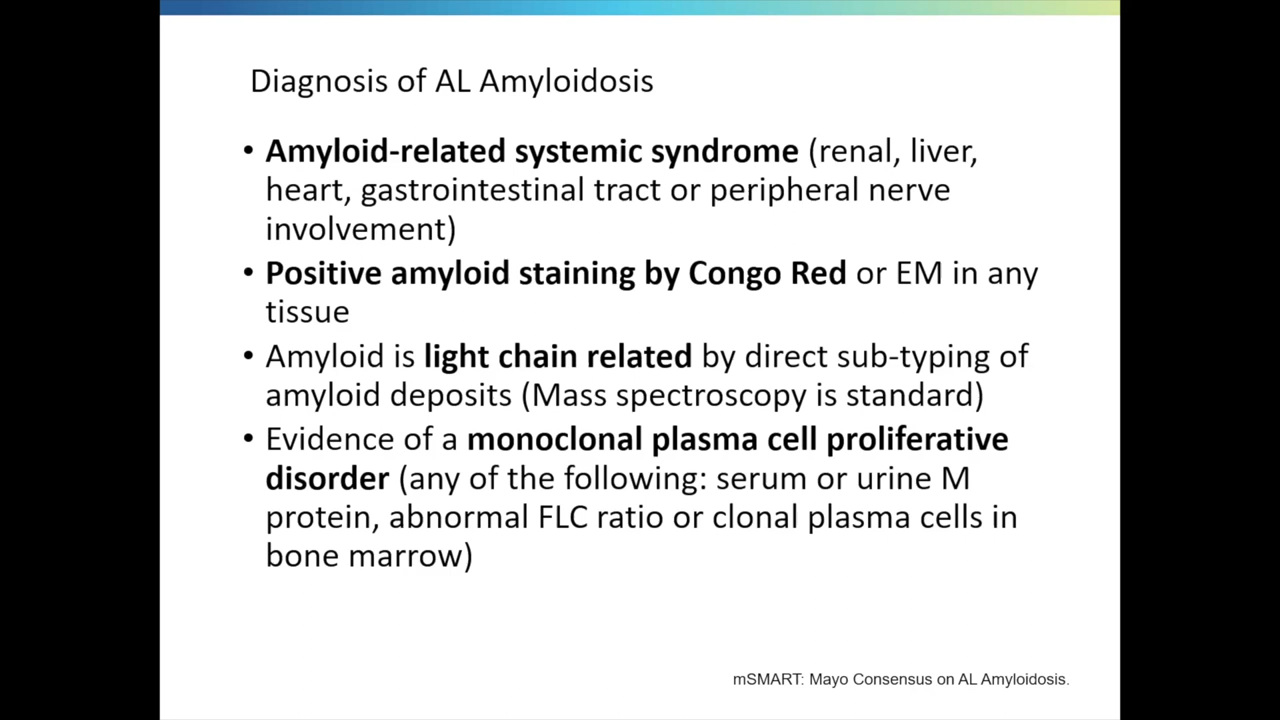 Diagnosis of AL Amyloidosis
• Amyloid-related systemic syndrome (renal, liver,
heart, gastrointestinal tract or peripheral nerve
involvement)
• Positive amyloid staining by Congo Red or EM in any
tissue
• Amyloid is light chain related by direct sub-typing of
amyloid deposits (Mass spectroscopy is standard)
• Evidence of a monoclonal plasma cell proliferative
disorder (any of the following: serum or urine M
protein, abnormal FLC ratio or clonal plasma cells in
bone marrow)
mSMART: Mayo Consensus on AL Amyloidosis.